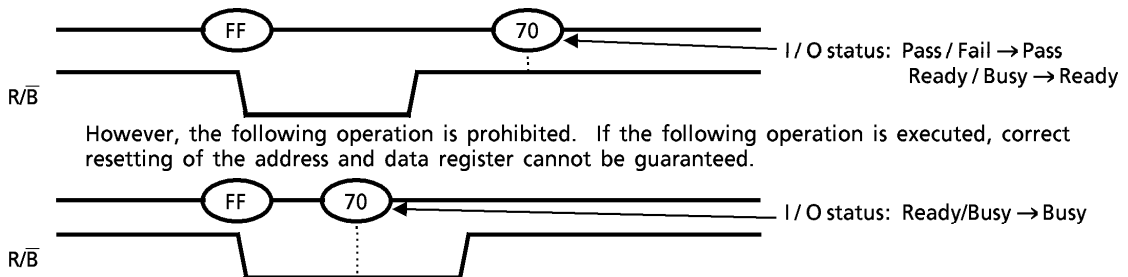 FF 70
I/O status: Pass/Fail → Pass
Ready/Busy → Ready
R/B̅
However, the following operation is prohibited. If the following operation is executed, correct
resetting of the address and data register cannot be guaranteed.
FF 70
I/O status: Ready/Busy → Busy
R/B̅